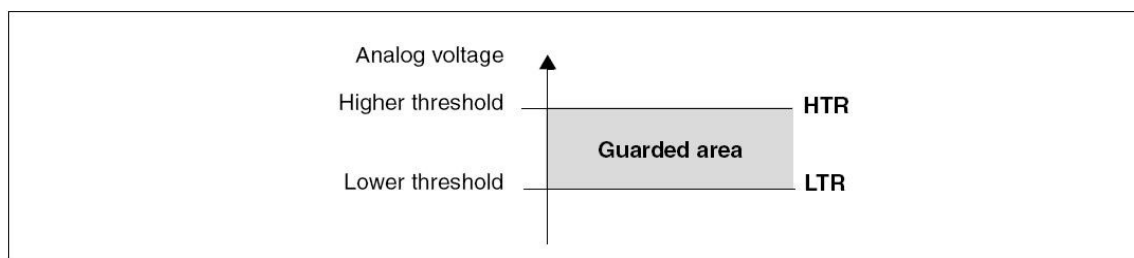 Analog voltage
Higher threshold HTR
Guarded area
Lower threshold LTR